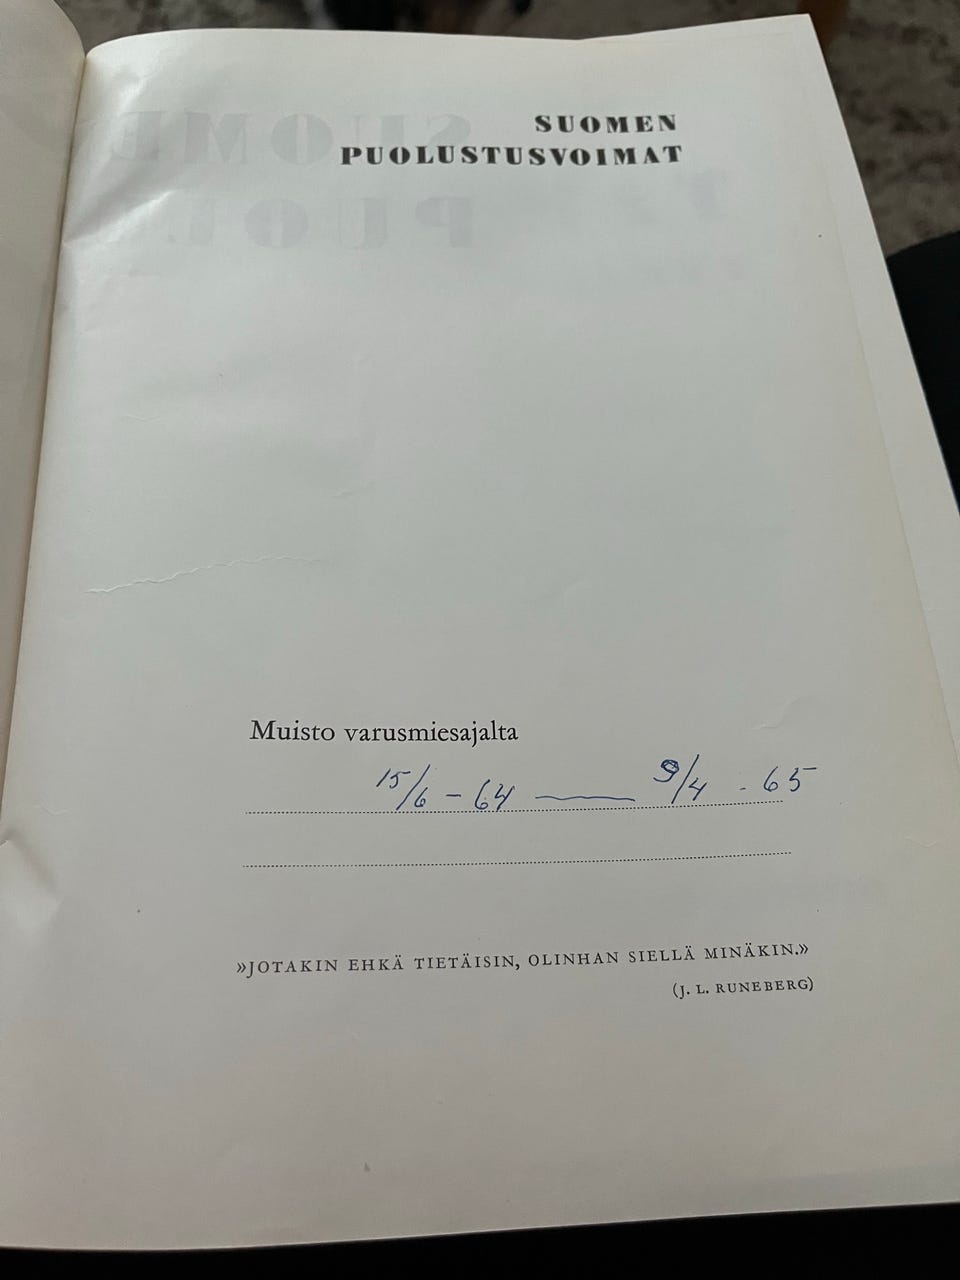 SUOMEN
PUOLUSTUSVOIMAT
Muisto varusmiesajalta
15/6 - 64 — 9/4 - 65
»JOTAKIN EHKÄ TIETÄISIN, OLINHAN SIELLÄ MINÄKIN.»
(J. L. RUNEBERG)